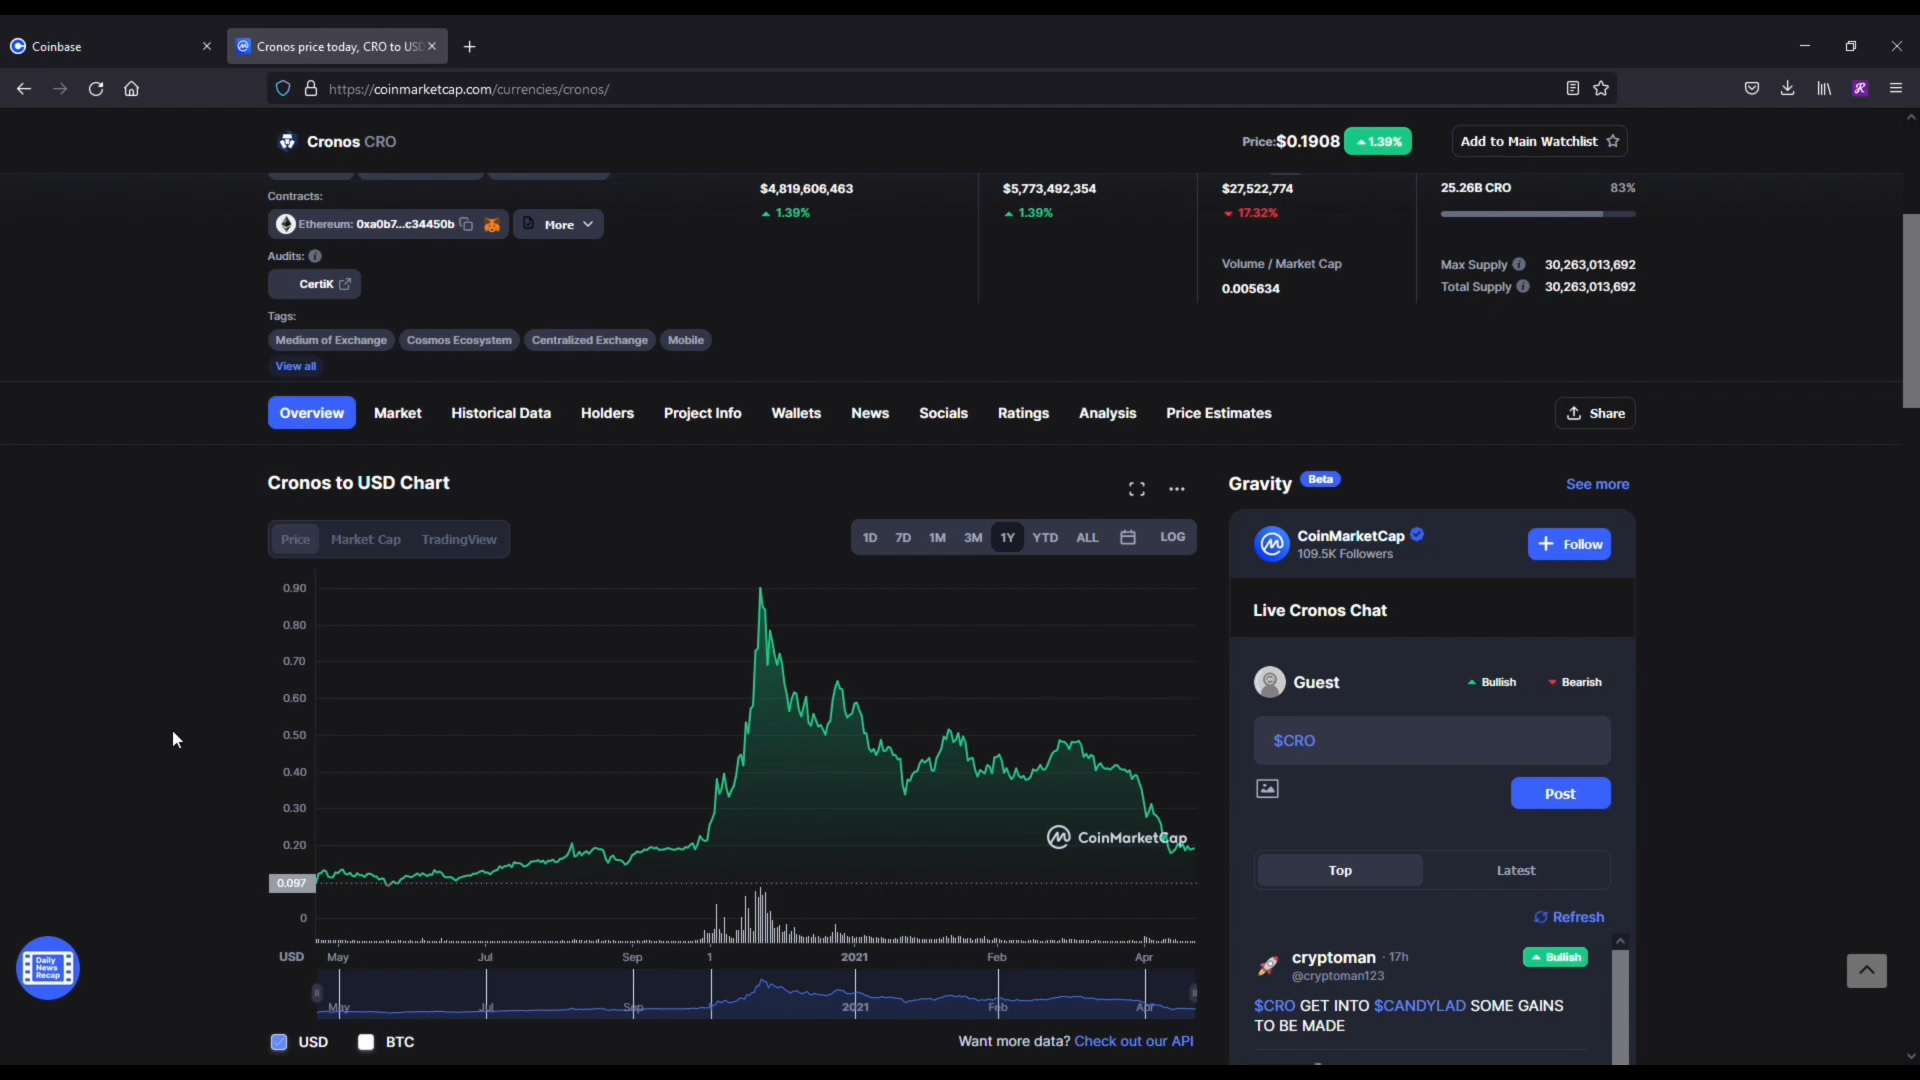 Coinbase
Cronos price today, CRO to USD
https://coinmarketcap.com/currencies/cronos/
Cronos CRO
Price:$0.1908 1.39%
Add to Main Watchlist
Contracts:
Ethereum: 0xa0b7...c34450b
More
Audits:
CertiK
Tags:
Medium of Exchange
Cosmos Ecosystem
Centralized Exchange
Mobile
View all
$4,819,606,463
1.39%
$5,773,492,354
1.39%
$27,522,774
17.32%
Volume / Market Cap
0.005634
25.26B CRO 83%
Max Supply 30,263,013,692
Total Supply 30,263,013,692
Overview Market Historical Data Holders Project Info Wallets News Socials Ratings Analysis Price Estimates
Share
Cronos to USD Chart
Price Market Cap TradingView
1D 7D 1M 3M 1Y YTD ALL LOG
0.90
0.80
0.70
0.60
0.50
0.40
0.30
0.20
0.097
0
CoinMarketCap
USD May Jul Sep 1 2021 Feb Apr
May Jul Sep 2021 Feb Apr
USD BTC
Want more data? Check out our API
Gravity Beta
See more
CoinMarketCap
109.5K Followers
Follow
Live Cronos Chat
Guest
Bullish Bearish
$CRO
Post
Top Latest
Refresh
cryptoman · 17h
@cryptoman123
Bullish
$CRO GET INTO $CANDYLAD SOME GAINS
TO BE MADE
Daily
News
Recap